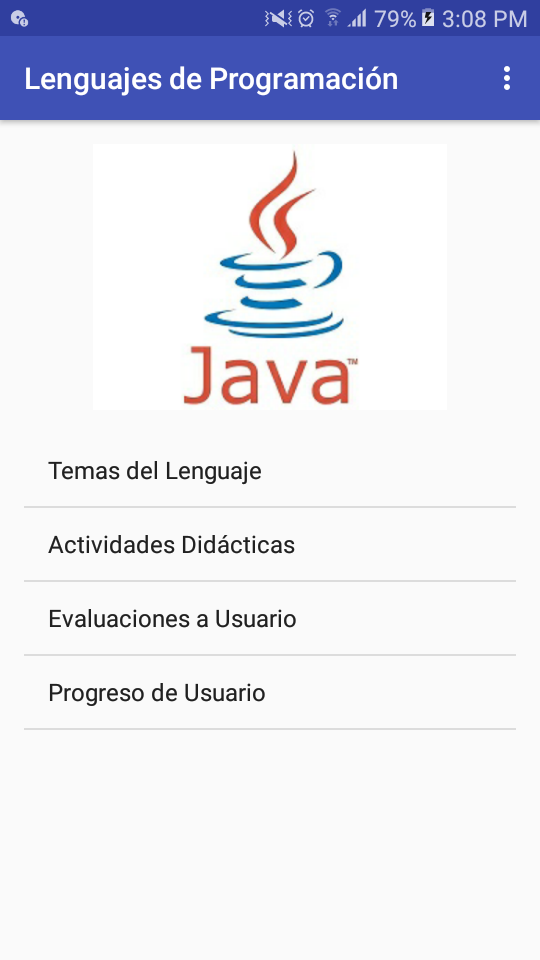 79% 3:08 PM
Lenguajes de Programación
Java™
Temas del Lenguaje
Actividades Didácticas
Evaluaciones a Usuario
Progreso de Usuario